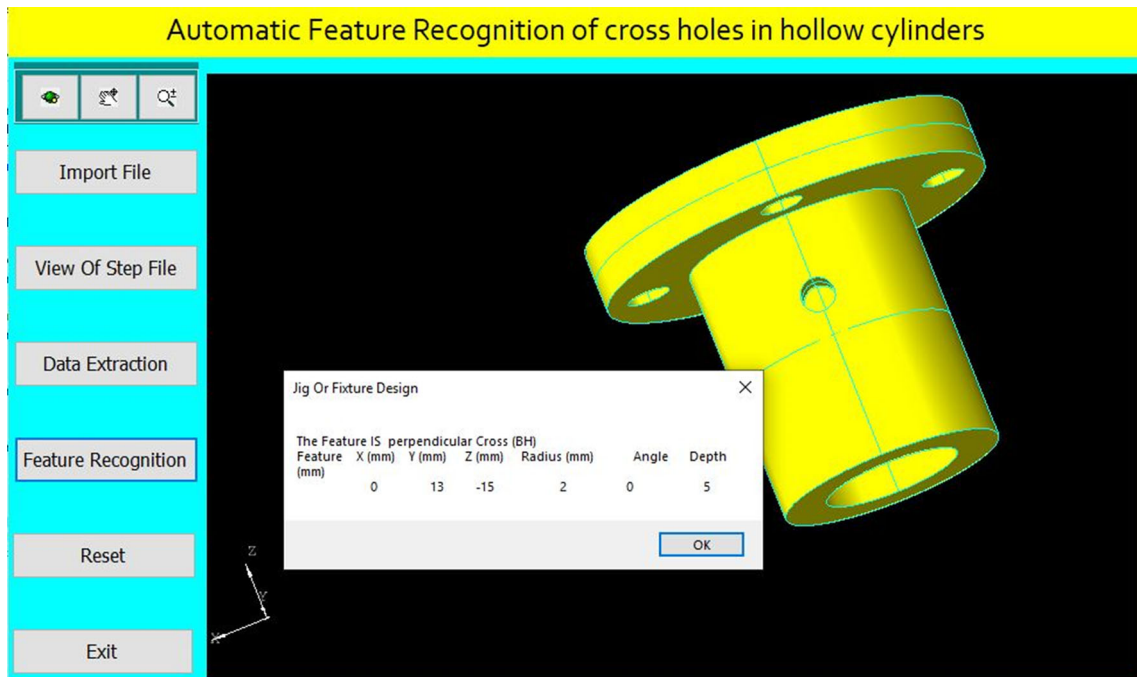 Automatic Feature Recognition of cross holes in hollow cylinders
Import File
View Of Step File
Data Extraction
Feature Recognition
Reset
Exit
Jig Or Fixture Design
The Feature IS perpendicular Cross (BH)
Feature X (mm) Y (mm) Z (mm) Radius (mm) Angle Depth
(mm)
0 13 -15 2 0 5
OK
Z
Y
X